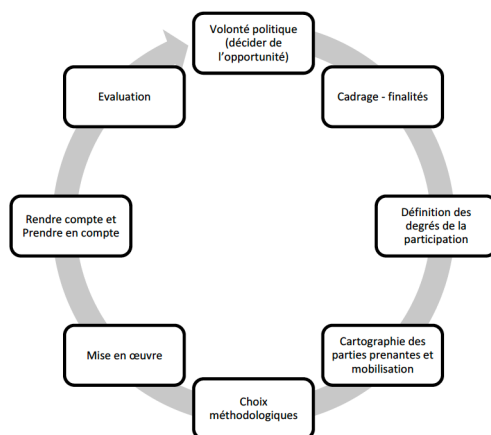 Volonté politique
(décider de
l'opportunité)
Cadrage - finalités
Définition des
degrés de la
participation
Cartographie des
parties prenantes et
mobilisation
Choix
méthodologiques
Mise en œuvre
Rendre compte et
Prendre en compte
Evaluation